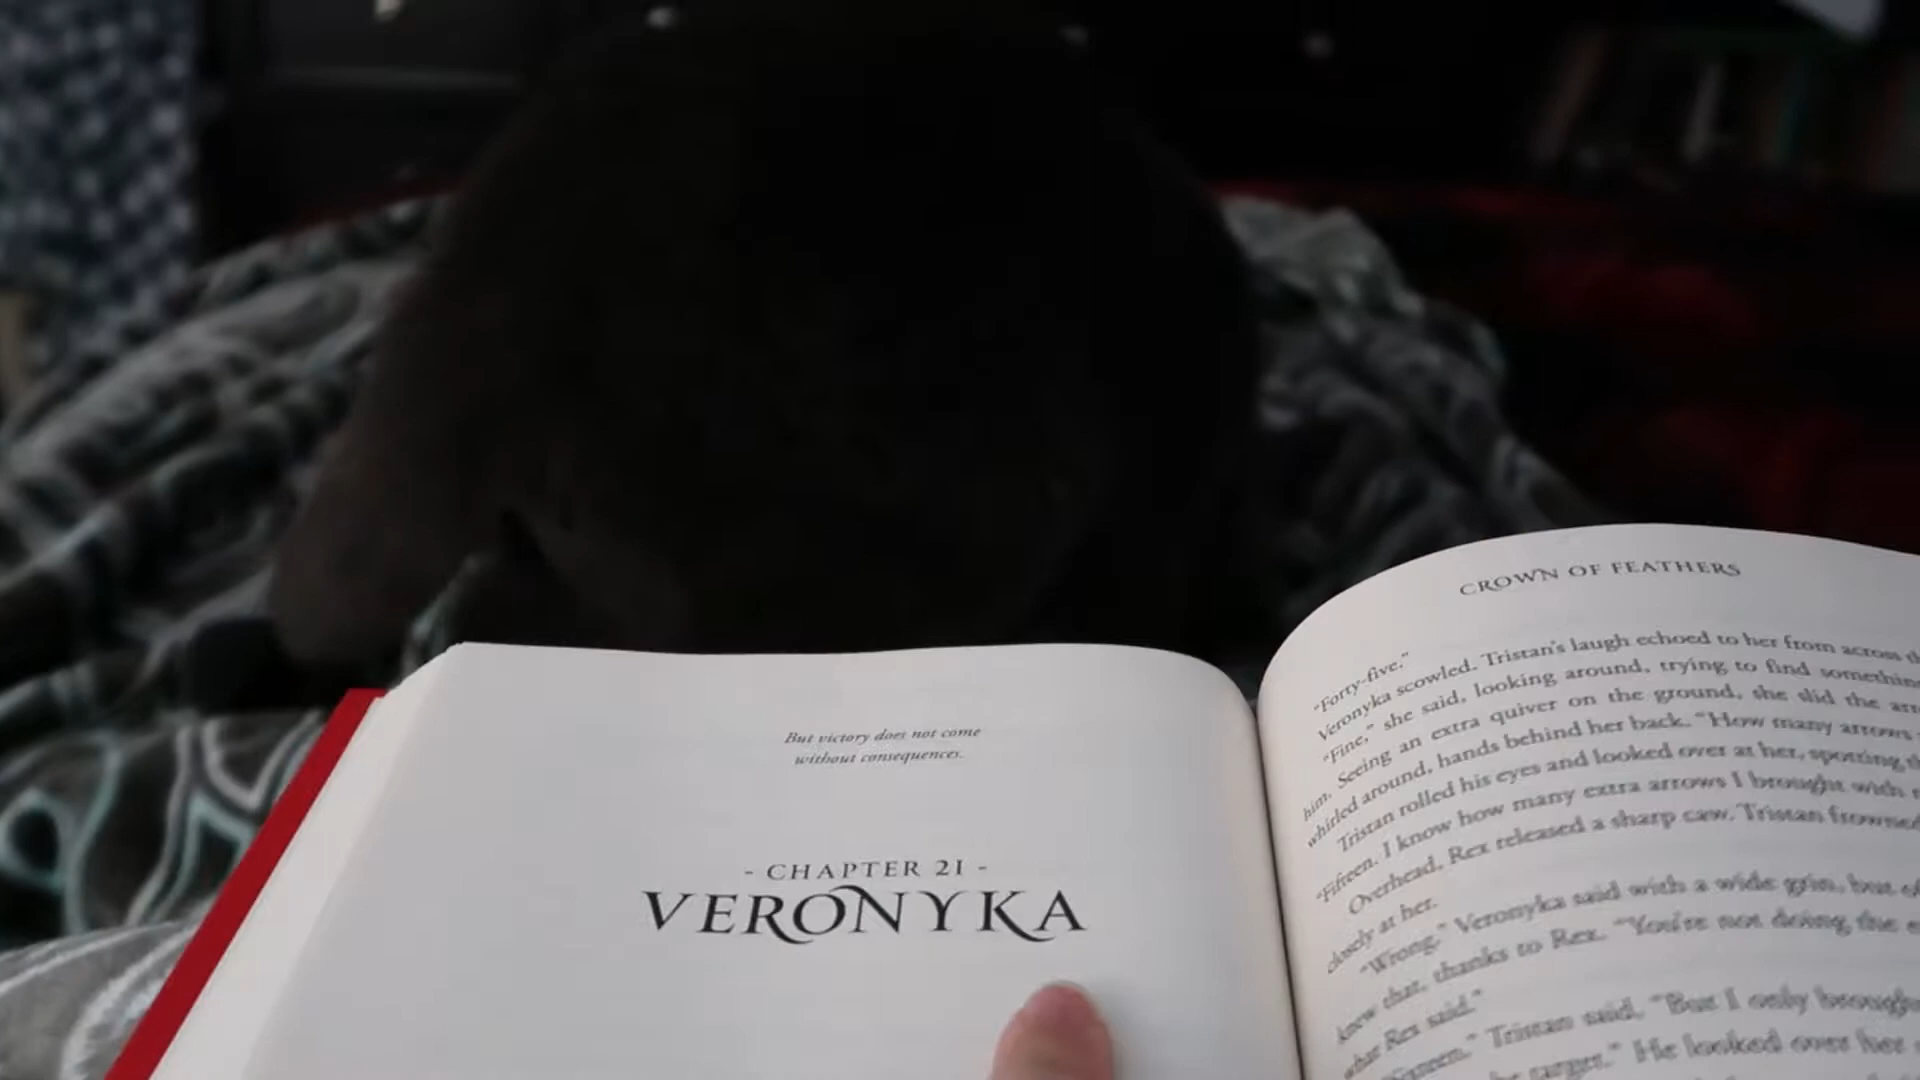 But victory does not come
without consequences.
- CHAPTER 21 -
VERONYKA
CROWN OF FEATHERS
"Forty-five."
Veronyka scowled. Tristan's laugh echoed to her from across
"Fine," she said, looking around, trying to find something
him. Seeing an extra quiver on the ground, she slid the
whirled around, hands behind her back. "How many arrows
Tristan rolled his eyes and looked over at her, spotting
"Fifteen. I know how many extra arrows I brought with
Overhead, Rex released a sharp caw. Tristan frowned
closely at her.
"Wrong," Veronyka said with a wide grin, but
knew that, thanks to Rex. "You're not doing the
what Rex said."
"Sixteen," Tristan said. "But I only brought
target." He looked over her